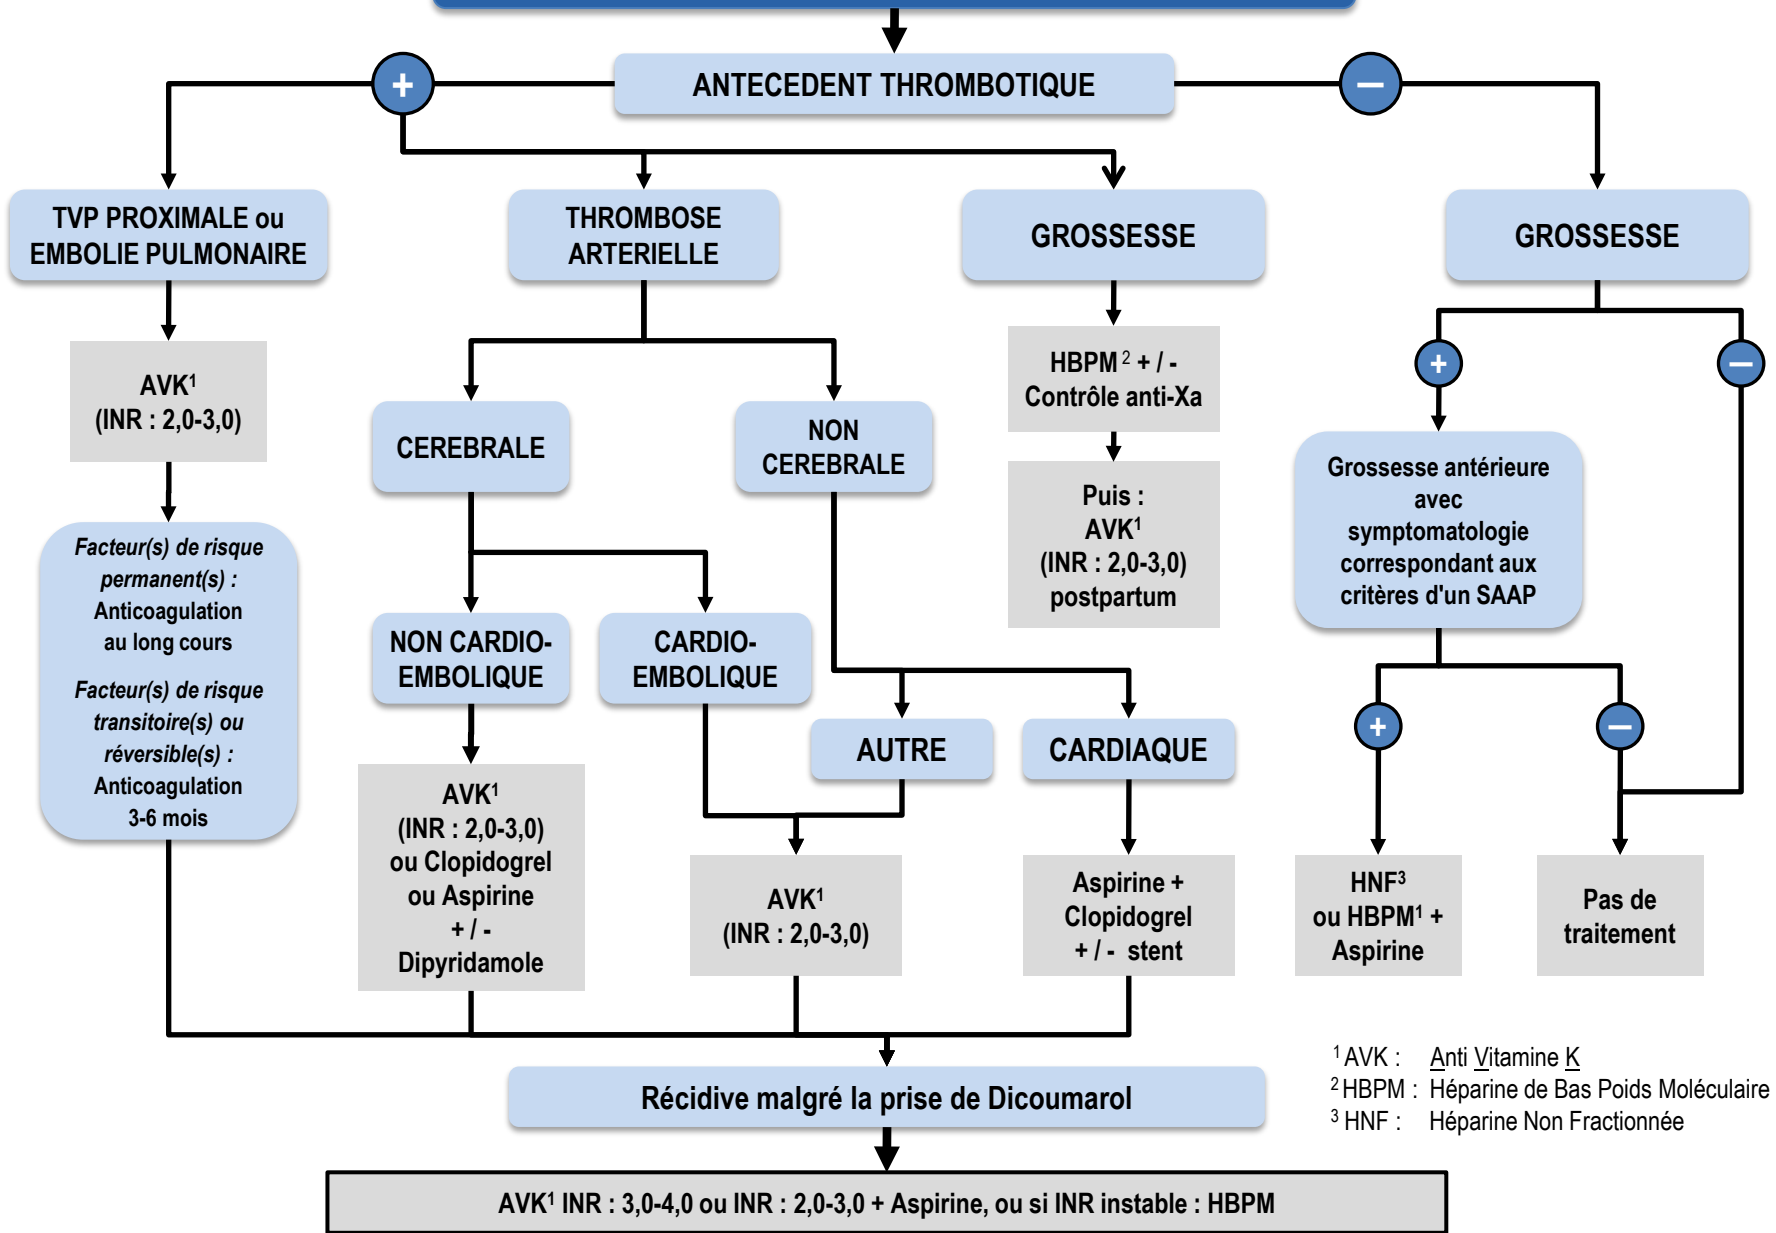 ANTECEDENT THROMBOTIQUE
+
–
TVP PROXIMALE ou
EMBOLIE PULMONAIRE
THROMBOSE
ARTERIELLE
GROSSESSE
GROSSESSE
AVK¹
(INR : 2,0-3,0)
Facteur(s) de risque
permanent(s) :
Anticoagulation
au long cours
Facteur(s) de risque
transitoire(s) ou
réversible(s) :
Anticoagulation
3-6 mois
CEREBRALE
NON
CEREBRALE
NON CARDIO-
EMBOLIQUE
CARDIO-
EMBOLIQUE
AUTRE
CARDIAQUE
AVK¹
(INR : 2,0-3,0)
ou Clopidogrel
ou Aspirine
+ / -
Dipyridamole
AVK¹
(INR : 2,0-3,0)
Aspirine +
Clopidogrel
+ / - stent
HBPM ² + / -
Contrôle anti-Xa
Puis :
AVK¹
(INR : 2,0-3,0)
postpartum
+
–
Grossesse antérieure
avec
symptomatologie
correspondant aux
critères d'un SAAP
+
–
HNF³
ou HBPM¹ +
Aspirine
Pas de
traitement
Récidive malgré la prise de Dicoumarol
AVK¹ INR : 3,0-4,0 ou INR : 2,0-3,0 + Aspirine, ou si INR instable : HBPM
¹ AVK : Anti Vitamine K
² HBPM : Héparine de Bas Poids Moléculaire
³ HNF : Héparine Non Fractionnée